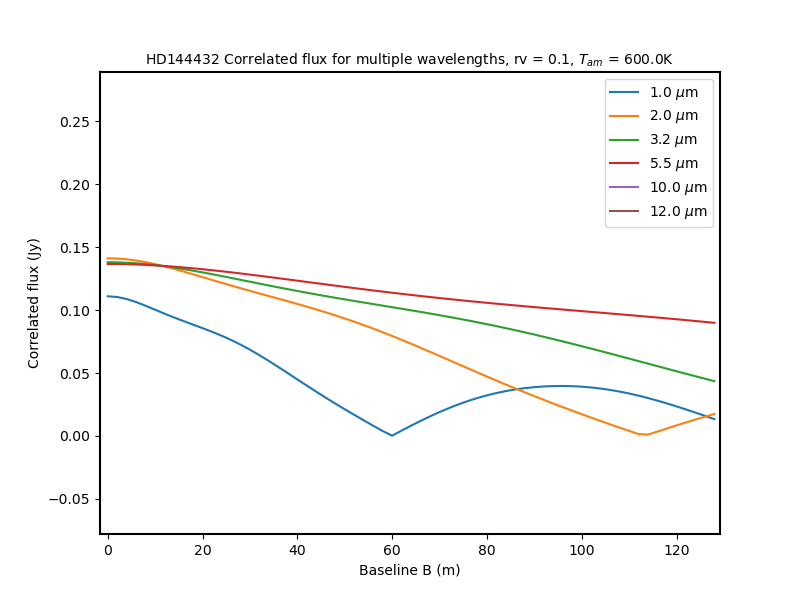 HD144432 Correlated flux for multiple wavelengths, rv = 0.1, T_am = 600.0K
1.0 μm
2.0 μm
3.2 μm
5.5 μm
10.0 μm
12.0 μm
Correlated flux (Jy)
0.25
0.20
0.15
0.10
0.05
0.00
−0.05
0 20 40 60 80 100 120
Baseline B (m)